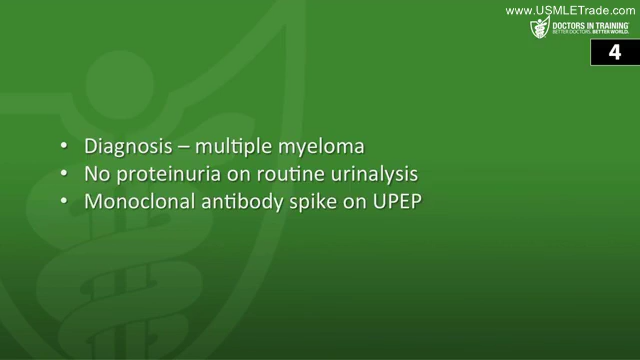 www.USMLETrade.com
DOCTORS IN TRAINING
BETTER DOCTORS. BETTER WORLD.
4
• Diagnosis – multiple myeloma
• No proteinuria on routine urinalysis
• Monoclonal antibody spike on UPEP